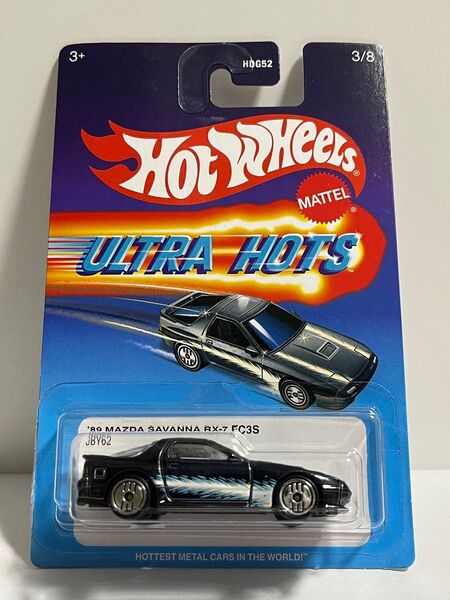 3+
HDG52
3/8
Hot Wheels
MATTEL
ULTRA HOTS
'89 MAZDA SAVANNA RX-7 FC3S
JBY62
HOTTEST METAL CARS IN THE WORLD!™